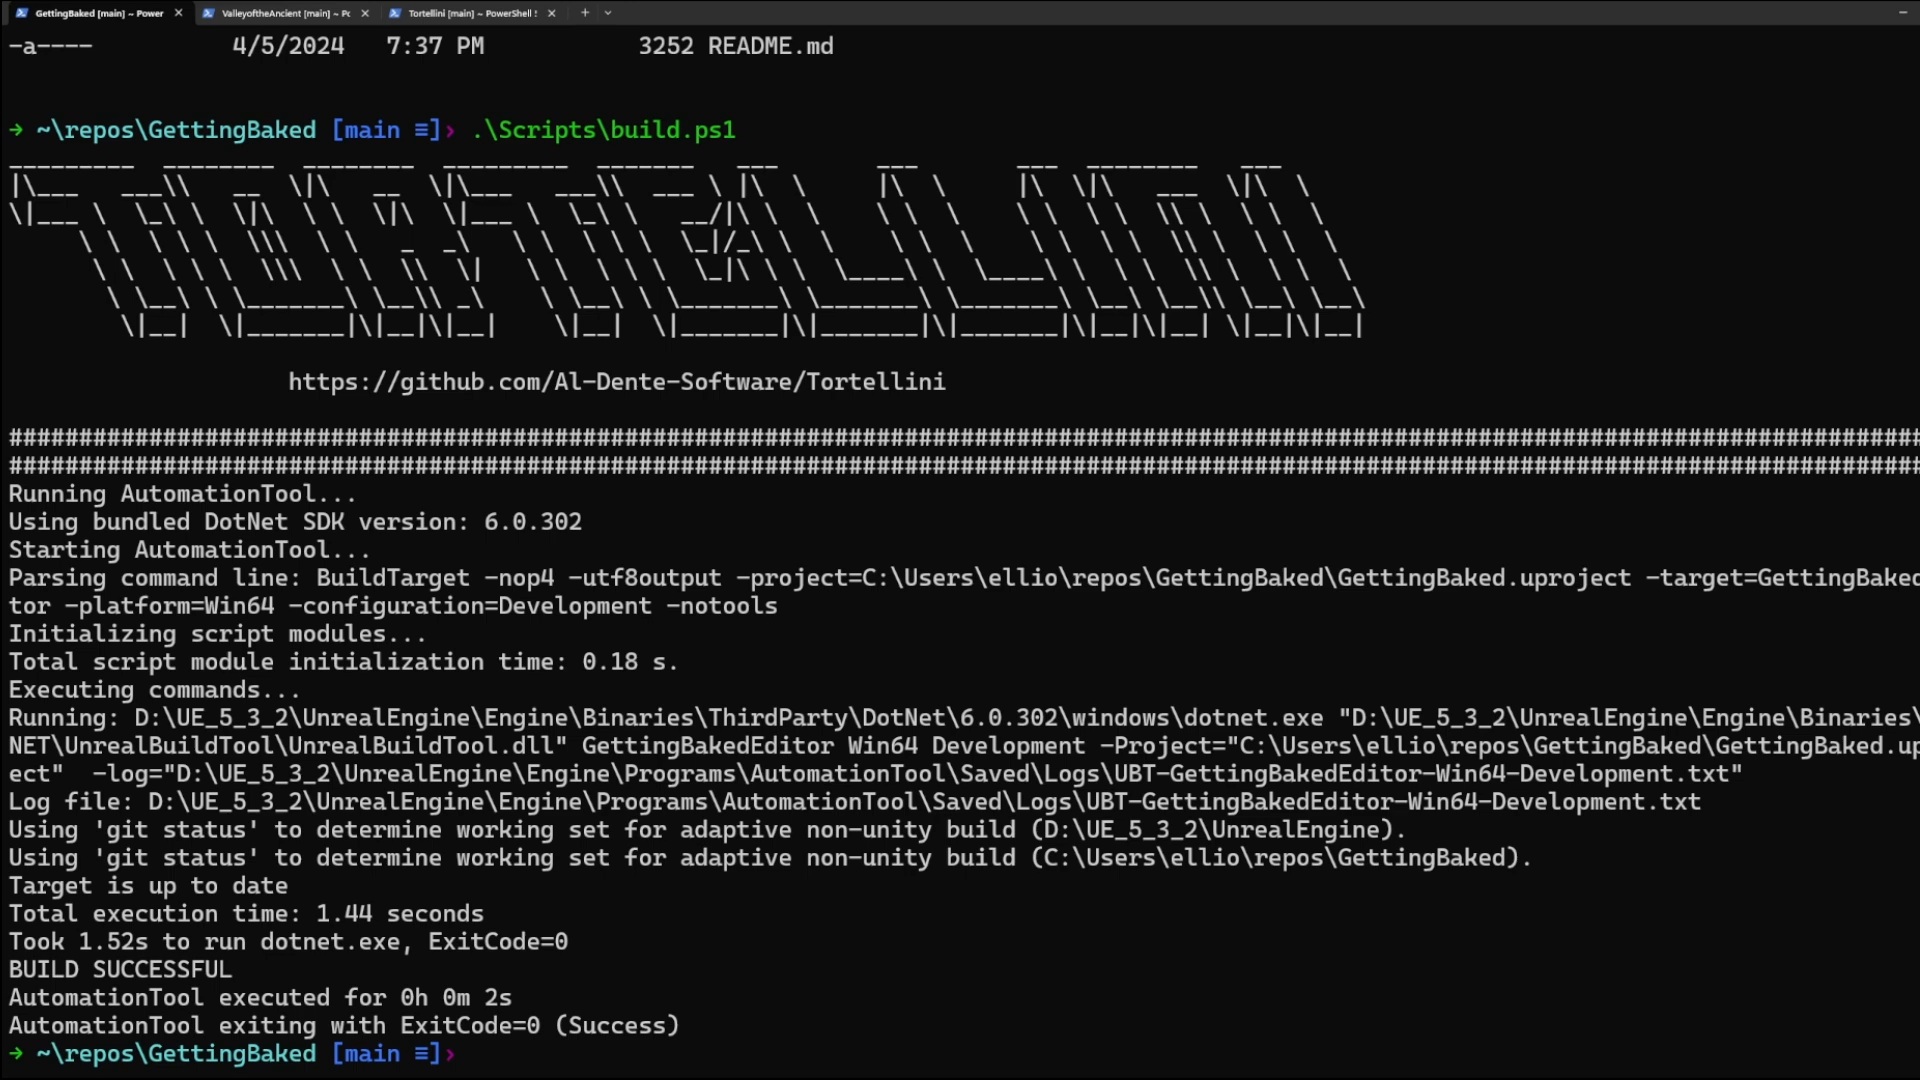 GettingBaked [main] ~ Power
ValleyoftheAncient [main] ~ Pc
Tortellini [main] ~ PowerShell
-a---- 4/5/2024 7:37 PM 3252 README.md
→ ~\repos\GettingBaked [main ≡]› .\Scripts\build.ps1
TORTELLINI
https://github.com/Al-Dente-Software/Tortellini
########################################################################################################################################
########################################################################################################################################
Running AutomationTool...
Using bundled DotNet SDK version: 6.0.302
Starting AutomationTool...
Parsing command line: BuildTarget -nop4 -utf8output -project=C:\Users\ellio\repos\GettingBaked\GettingBaked.uproject -target=GettingBaked
tor -platform=Win64 -configuration=Development -notools
Initializing script modules...
Total script module initialization time: 0.18 s.
Executing commands...
Running: D:\UE_5_3_2\UnrealEngine\Engine\Binaries\ThirdParty\DotNet\6.0.302\windows\dotnet.exe "D:\UE_5_3_2\UnrealEngine\Engine\Binaries\
NET\UnrealBuildTool\UnrealBuildTool.dll" GettingBakedEditor Win64 Development -Project="C:\Users\ellio\repos\GettingBaked\GettingBaked.up
ect"  -log="D:\UE_5_3_2\UnrealEngine\Engine\Programs\AutomationTool\Saved\Logs\UBT-GettingBakedEditor-Win64-Development.txt"
Log file: D:\UE_5_3_2\UnrealEngine\Engine\Programs\AutomationTool\Saved\Logs\UBT-GettingBakedEditor-Win64-Development.txt
Using 'git status' to determine working set for adaptive non-unity build (D:\UE_5_3_2\UnrealEngine).
Using 'git status' to determine working set for adaptive non-unity build (C:\Users\ellio\repos\GettingBaked).
Target is up to date
Total execution time: 1.44 seconds
Took 1.52s to run dotnet.exe, ExitCode=0
BUILD SUCCESSFUL
AutomationTool executed for 0h 0m 2s
AutomationTool exiting with ExitCode=0 (Success)
→ ~\repos\GettingBaked [main ≡]›